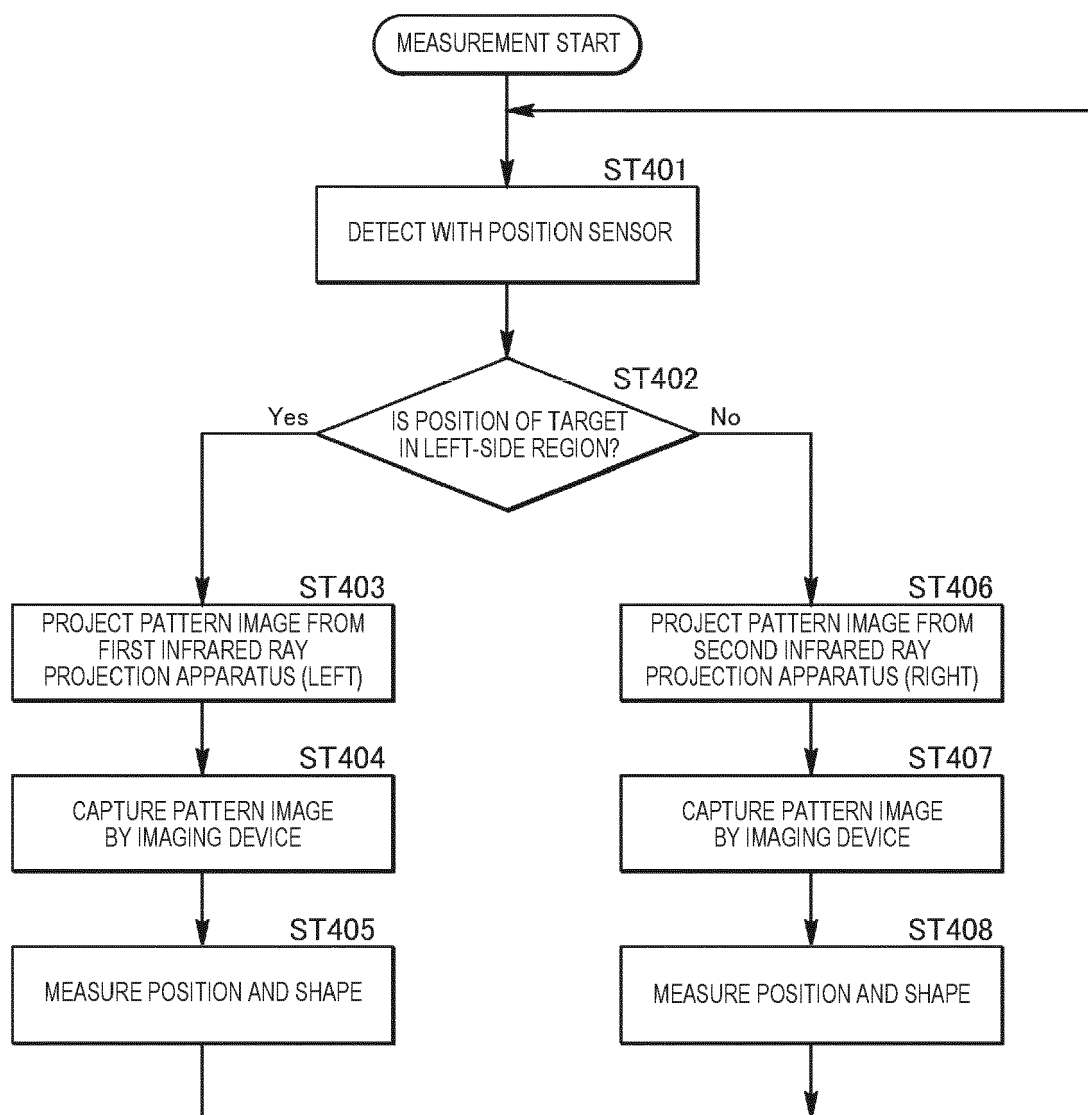 MEASUREMENT START
ST401
DETECT WITH POSITION SENSOR
ST402
Yes
IS POSITION OF TARGET
IN LEFT-SIDE REGION?
No
ST403
PROJECT PATTERN IMAGE FROM
FIRST INFRARED RAY
PROJECTION APPARATUS (LEFT)
ST404
CAPTURE PATTERN IMAGE
BY IMAGING DEVICE
ST405
MEASURE POSITION AND SHAPE
ST406
PROJECT PATTERN IMAGE FROM
SECOND INFRARED RAY
PROJECTION APPARATUS (RIGHT)
ST407
CAPTURE PATTERN IMAGE
BY IMAGING DEVICE
ST408
MEASURE POSITION AND SHAPE